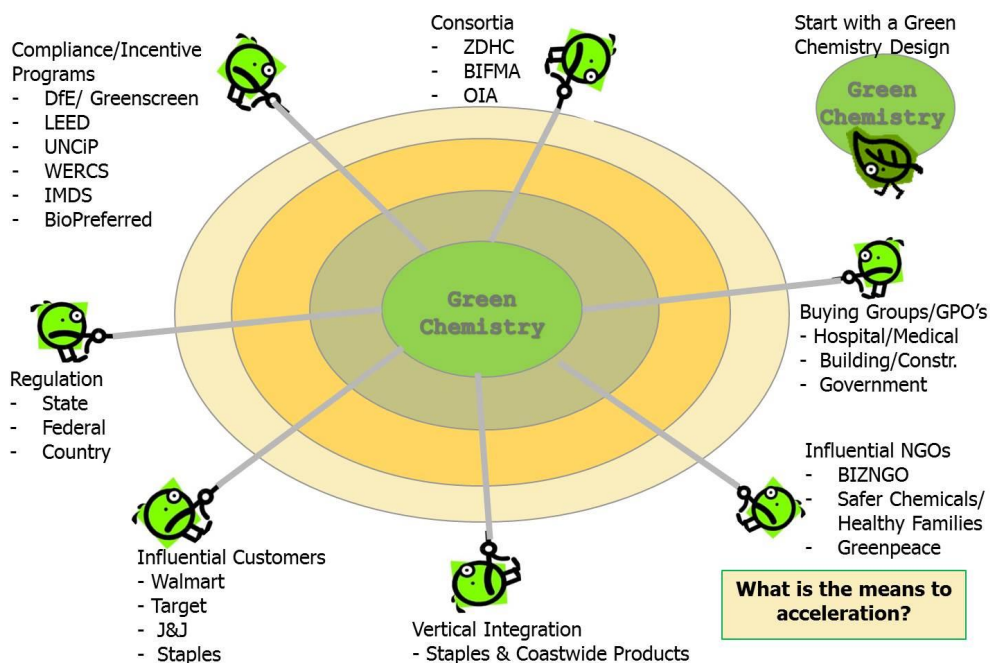 Compliance/Incentive
Programs
- DfE/ Greenscreen
- LEED
- UNCiP
- WERCS
- IMDS
- BioPreferred
Consortia
- ZDHC
- BIFMA
- OIA
Start with a Green
Chemistry Design
Green
Chemistry
Green
Chemistry
Buying Groups/GPO's
- Hospital/Medical
- Building/Constr.
- Government
Regulation
- State
- Federal
- Country
Influential NGOs
- BIZNGO
- Safer Chemicals/
Healthy Families
- Greenpeace
Influential Customers
- Walmart
- Target
- J&J
- Staples
Vertical Integration
- Staples & Coastwide Products
What is the means to
acceleration?